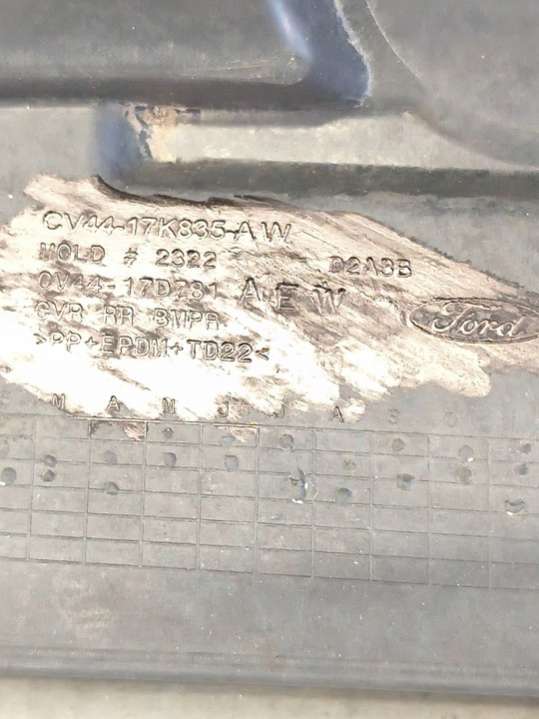 CV44-17K835-AW
MOLD # 2322 D2A3B
CV44-17D781 AEW
CVR RR BMPR
>PP+EPDM+TD22<
Ford
M A M J J A S O